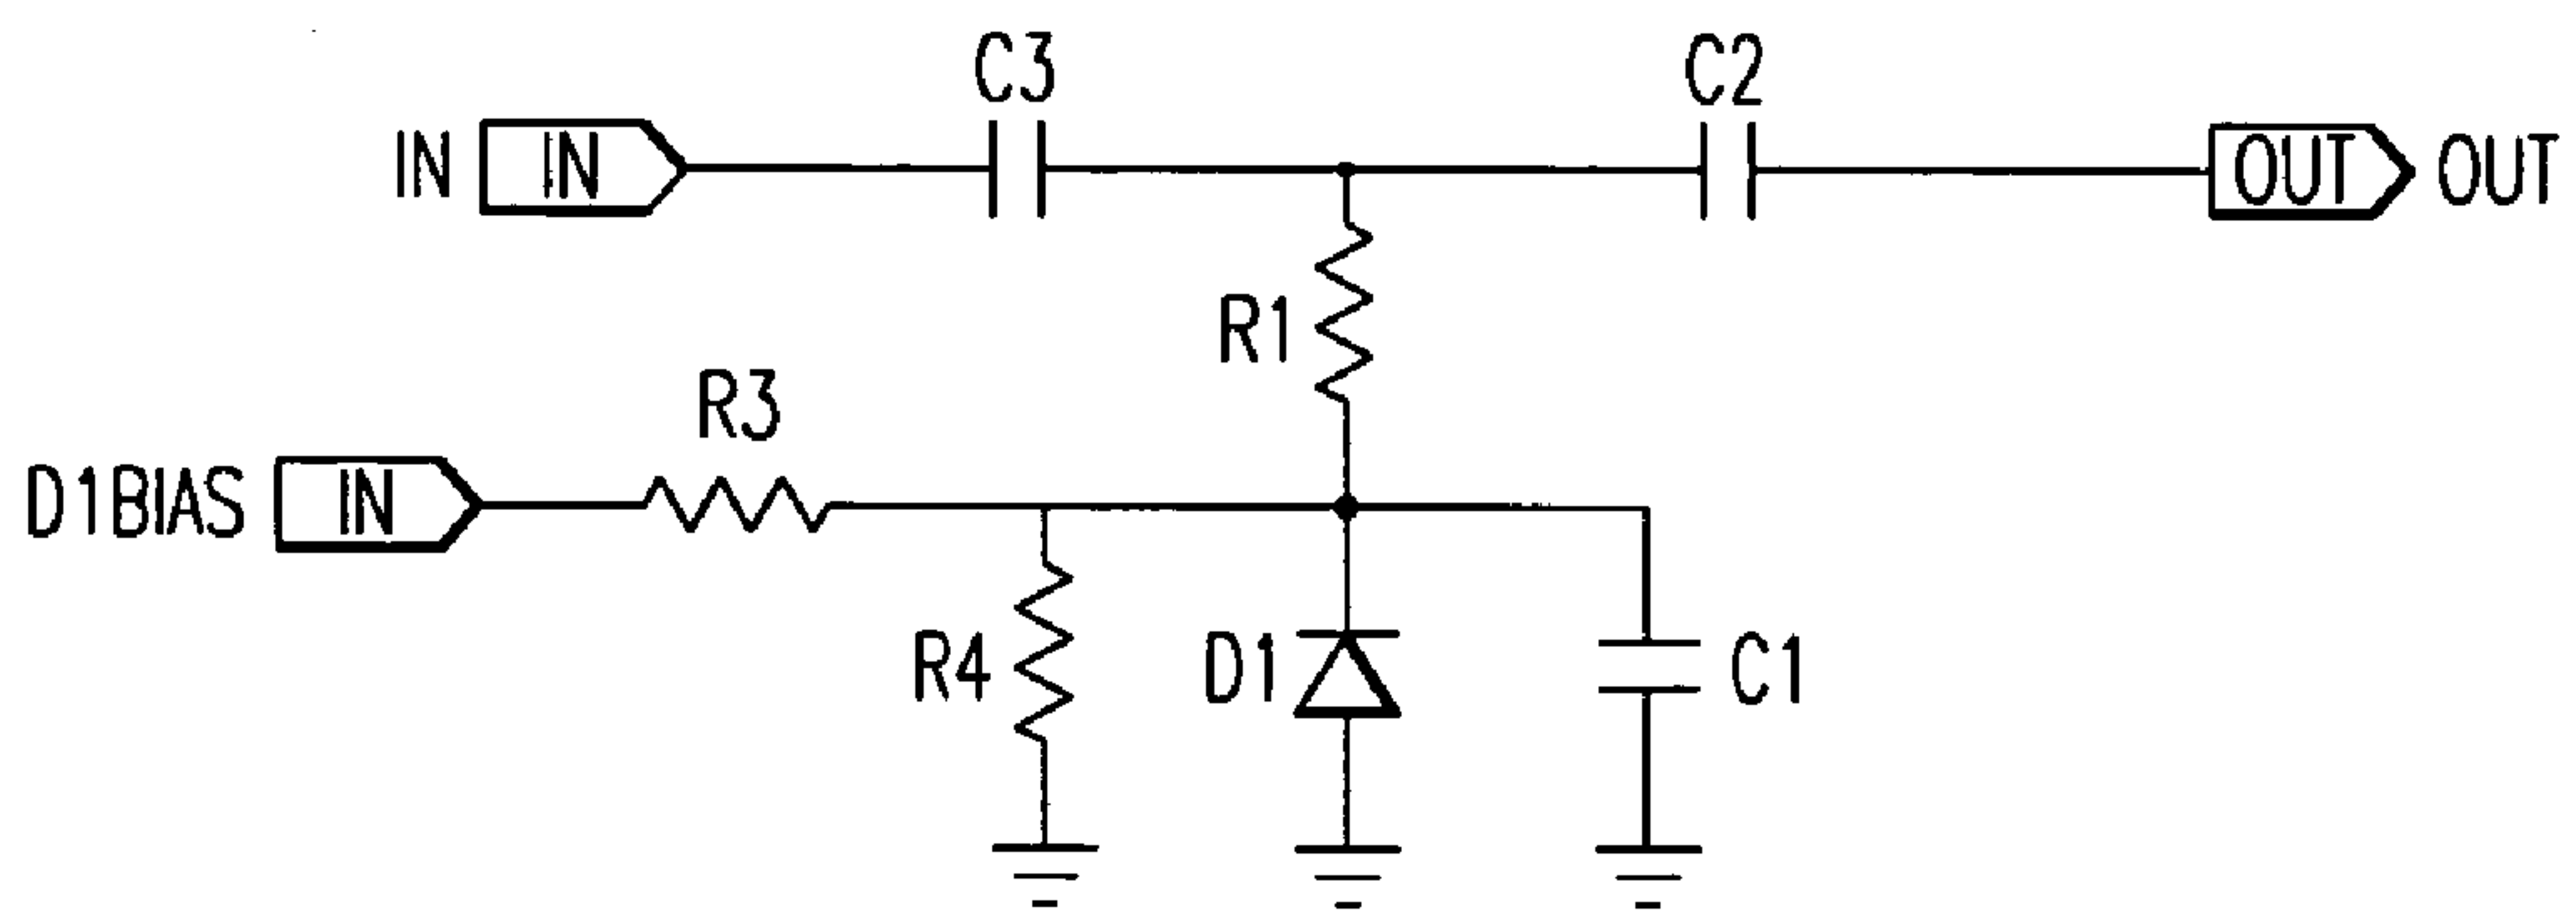 C3 C2
IN IN OUT OUT
R1
R3
D1BIAS IN
R4 D1 C1